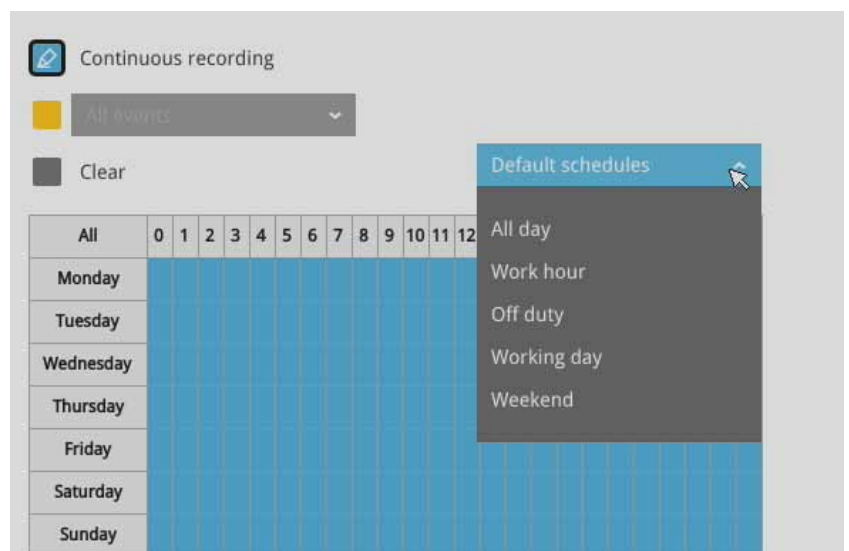 Continuous recording
All events
Clear
Default schedules
All day
Work hour
Off duty
Working day
Weekend
All 0 1 2 3 4 5 6 7 8 9 10 11 12
Monday
Tuesday
Wednesday
Thursday
Friday
Saturday
Sunday